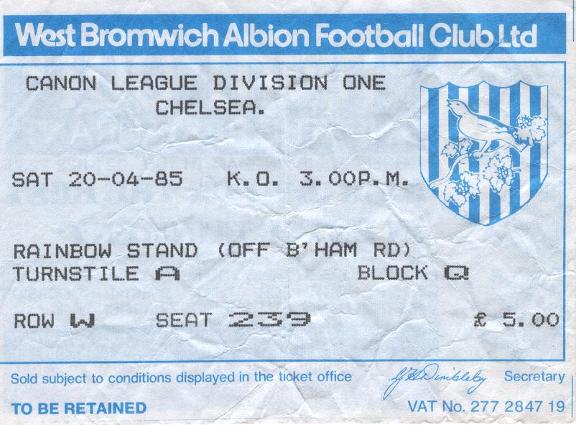 West Bromwich Albion Football Club Ltd
CANON LEAGUE DIVISION ONE
CHELSEA.
SAT 20-04-85 K.O. 3.00P.M.
RAINBOW STAND (OFF B'HAM RD)
TURNSTILE A BLOCK Q
ROW W SEAT 239 £ 5.00
Sold subject to conditions displayed in the ticket office Secretary
TO BE RETAINED VAT No. 277 2847 19